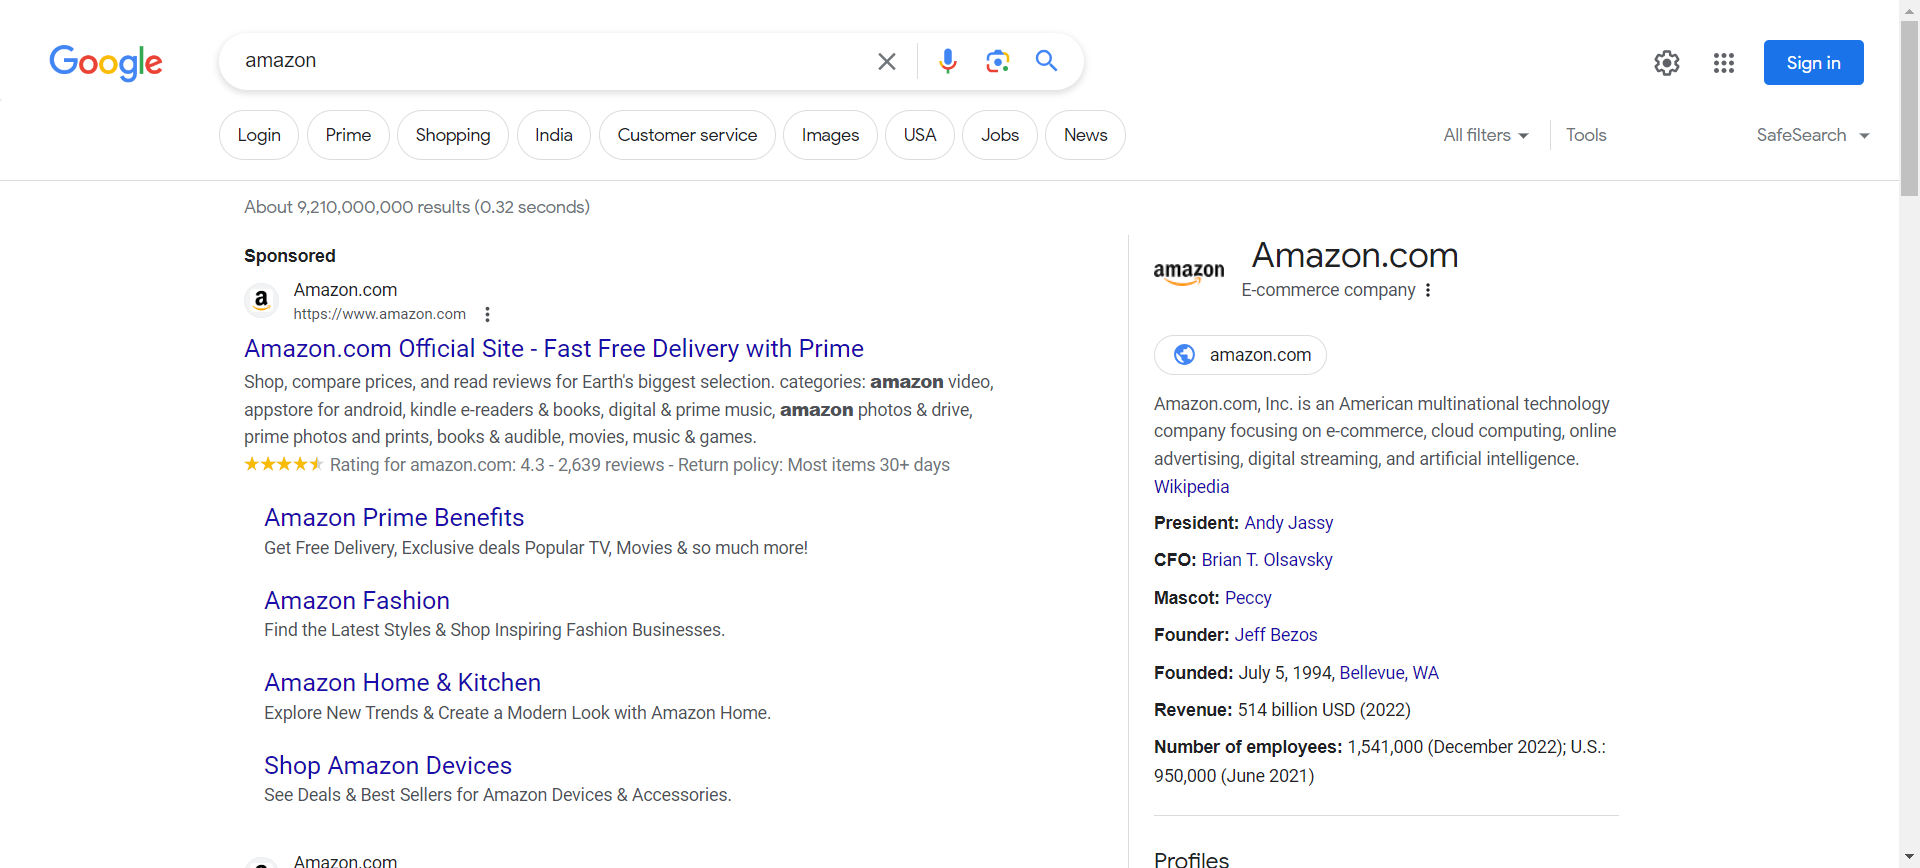 Google
amazon
Sign in
Login
Prime
Shopping
India
Customer service
Images
USA
Jobs
News
All filters
Tools
SafeSearch
About 9,210,000,000 results (0.32 seconds)
Sponsored
a
Amazon.com
https://www.amazon.com
Amazon.com Official Site - Fast Free Delivery with Prime
Shop, compare prices, and read reviews for Earth's biggest selection. categories: amazon video,
appstore for android, kindle e-readers & books, digital & prime music, amazon photos & drive,
prime photos and prints, books & audible, movies, music & games.
Rating for amazon.com: 4.3 - 2,639 reviews - Return policy: Most items 30+ days
Amazon Prime Benefits
Get Free Delivery, Exclusive deals Popular TV, Movies & so much more!
Amazon Fashion
Find the Latest Styles & Shop Inspiring Fashion Businesses.
Amazon Home & Kitchen
Explore New Trends & Create a Modern Look with Amazon Home.
Shop Amazon Devices
See Deals & Best Sellers for Amazon Devices & Accessories.
Amazon.com
amazon
Amazon.com
E-commerce company
amazon.com
Amazon.com, Inc. is an American multinational technology
company focusing on e-commerce, cloud computing, online
advertising, digital streaming, and artificial intelligence.
Wikipedia
President: Andy Jassy
CFO: Brian T. Olsavsky
Mascot: Peccy
Founder: Jeff Bezos
Founded: July 5, 1994, Bellevue, WA
Revenue: 514 billion USD (2022)
Number of employees: 1,541,000 (December 2022); U.S.:
950,000 (June 2021)
Profiles